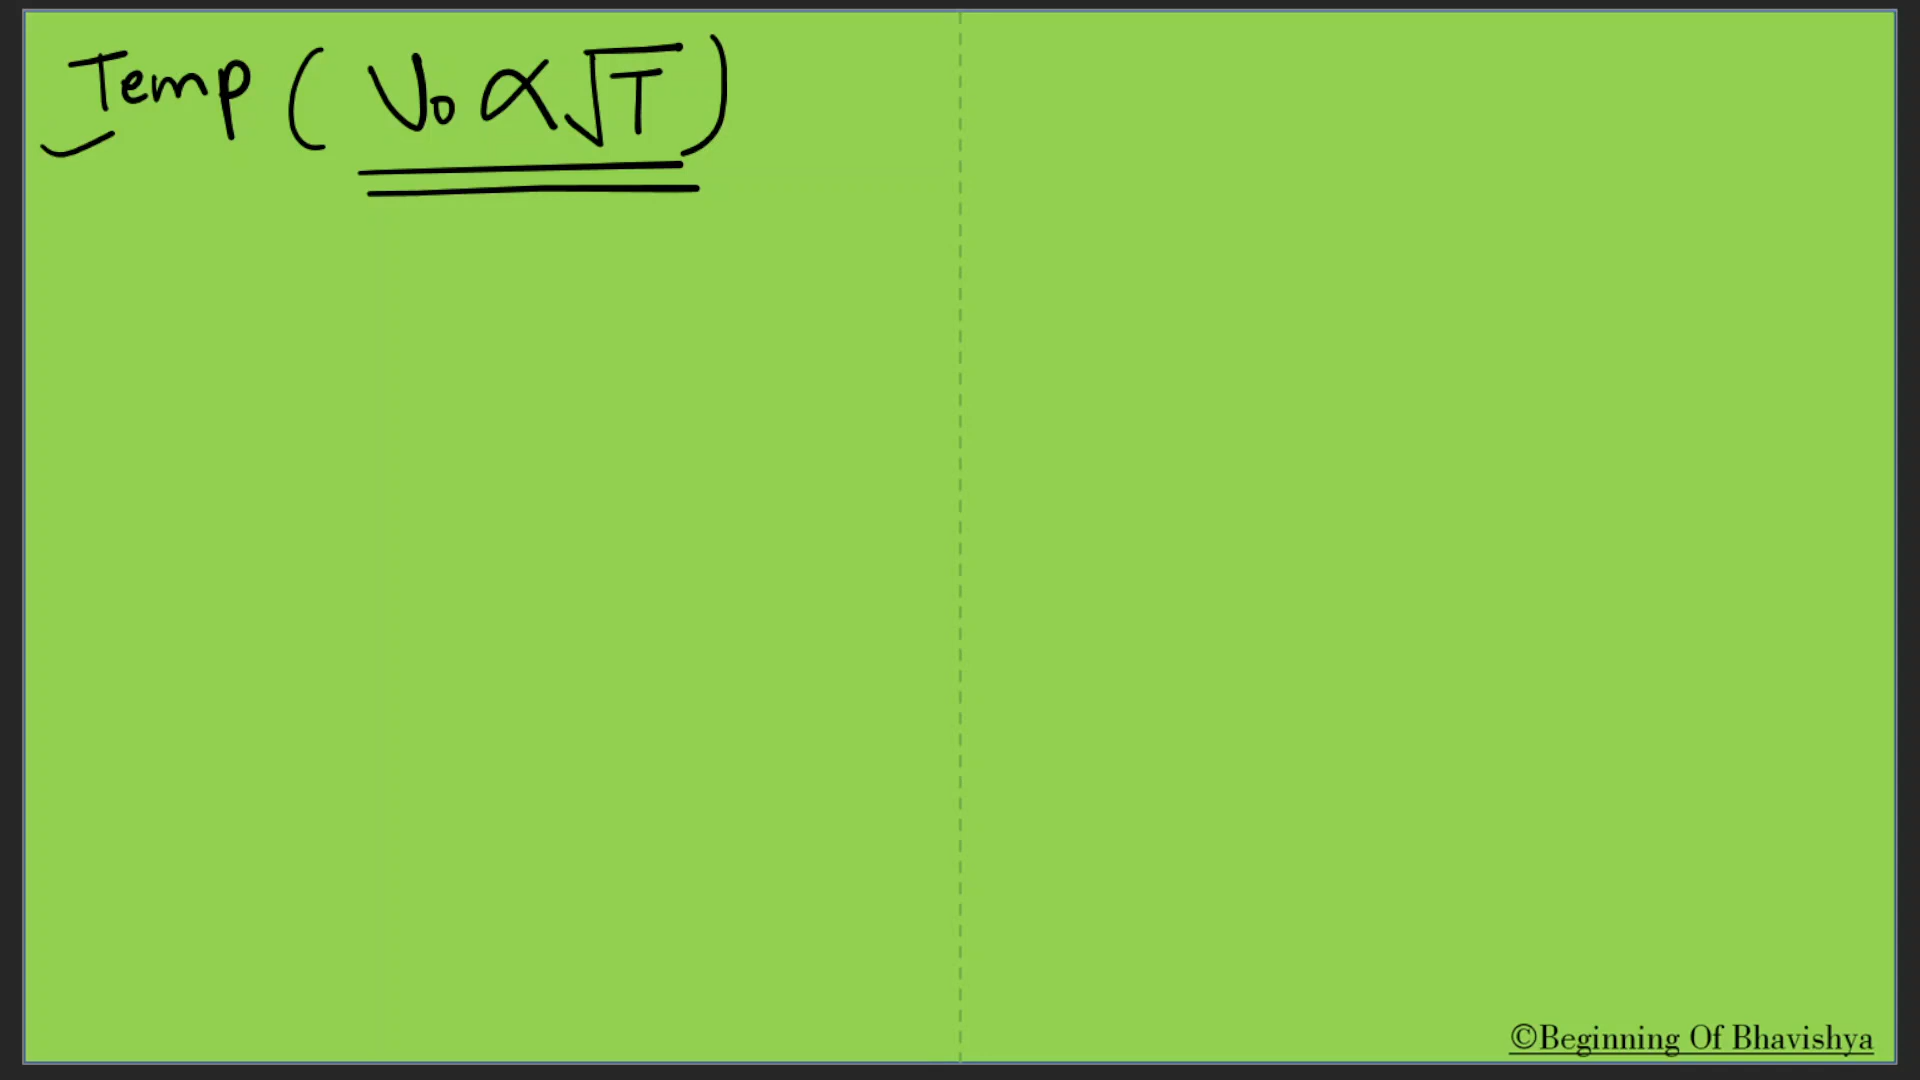 Temp ( V₀ ∝ √T )
©Beginning Of Bhavishya